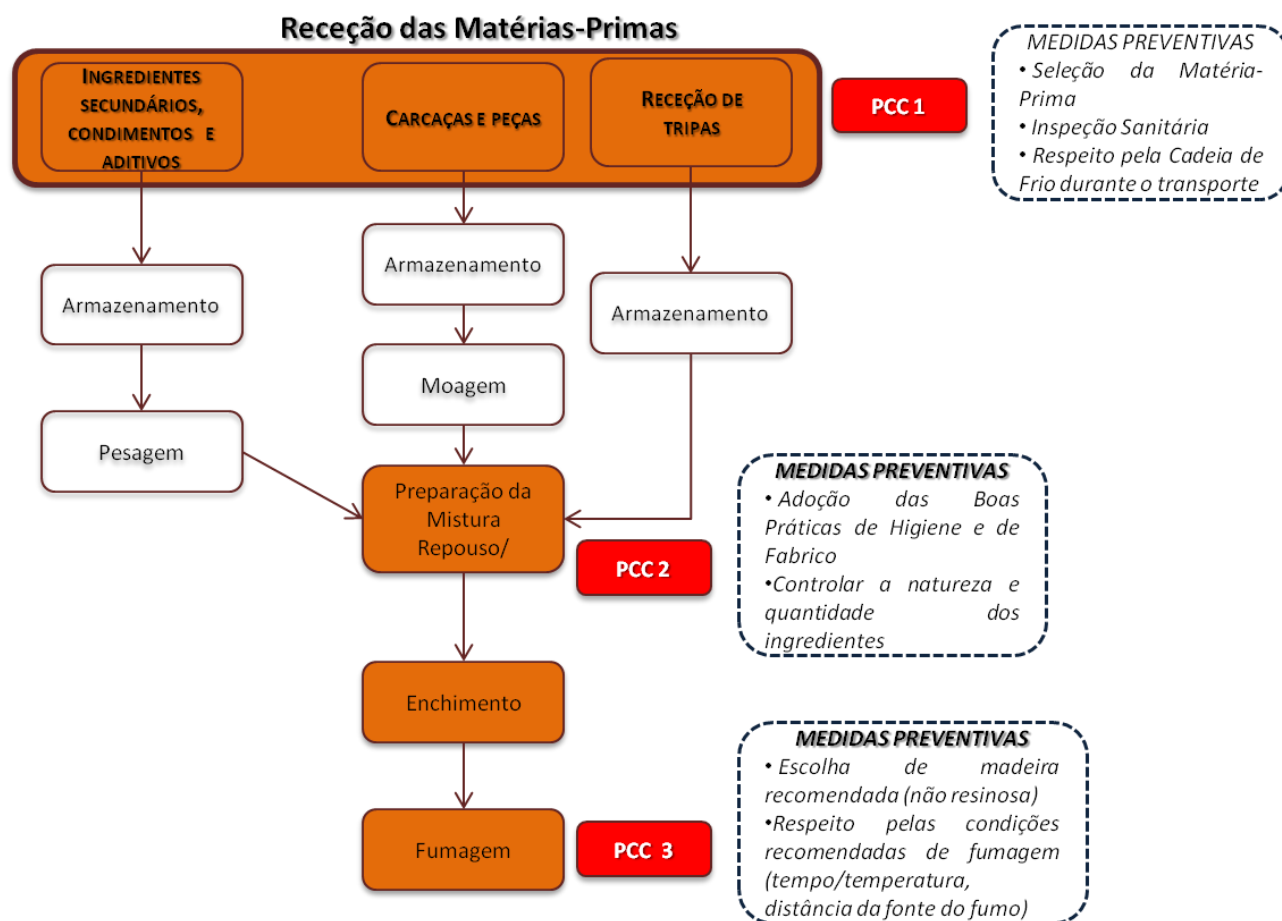 Receção das Matérias-Primas
INGREDIENTES
SECUNDÁRIOS,
CONDIMENTOS E
ADITIVOS
CARCAÇAS E PEÇAS
RECEÇÃO DE
TRIPAS
PCC 1
MEDIDAS PREVENTIVAS
• Seleção da Matéria-
Prima
• Inspeção Sanitária
• Respeito pela Cadeia de
Frio durante o transporte
Armazenamento
Armazenamento
Armazenamento
Moagem
Pesagem
Preparação da
Mistura
Repouso/
PCC 2
MEDIDAS PREVENTIVAS
• Adoção das Boas
Práticas de Higiene e de
Fabrico
•Controlar a natureza e
quantidade dos
ingredientes
Enchimento
Fumagem
PCC 3
MEDIDAS PREVENTIVAS
• Escolha de madeira
recomendada (não resinosa)
•Respeito pelas condições
recomendadas de fumagem
(tempo/temperatura,
distância da fonte do fumo)